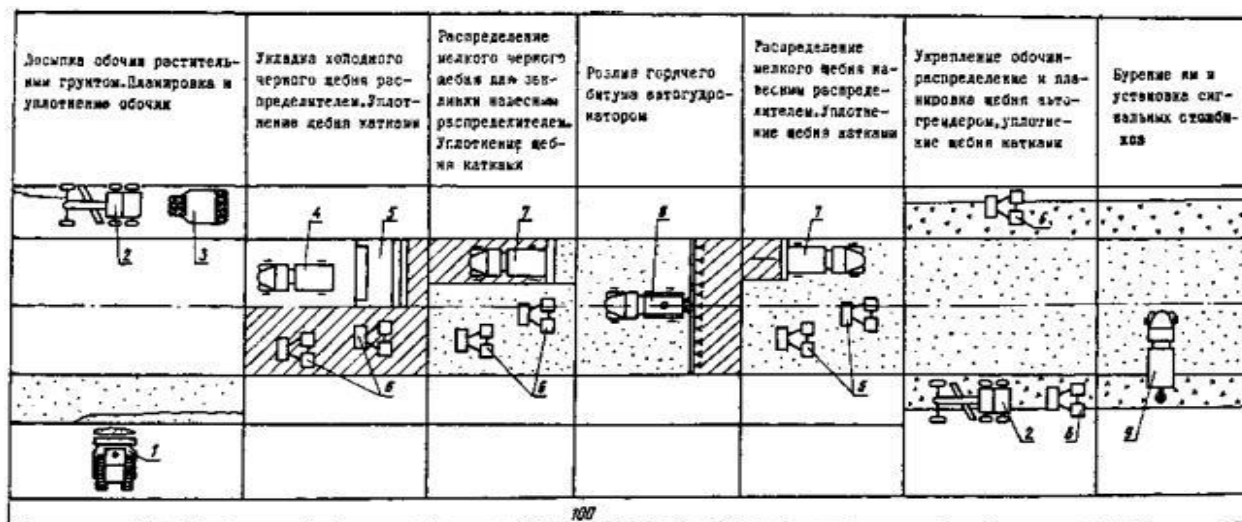 Досыпка обочин раститель-
ным грунтом. Планировка и
уплотнение обочин
Укладка холодного
черного щебня рас-
пределителем. Уплот-
нение щебня катками
Распределение
мелкого черного
щебня для зак-
линки навесным
распределителем.
Уплотнение щеб-
ня катками
Розлив горячего
битума автогудро-
натором
Распределение
мелкого щебня на-
весным распреде-
лителем. Уплотне-
ние щебня катками
Укрепление обочин-
распределение и пла-
нировка щебня авто-
грейдером, уплотне-
ние щебня катками
Бурение ям и
установка сиг-
нальных столби-
ков
2
3
4
5
7
8
7
6
6
6
5
1
2
6
9
100